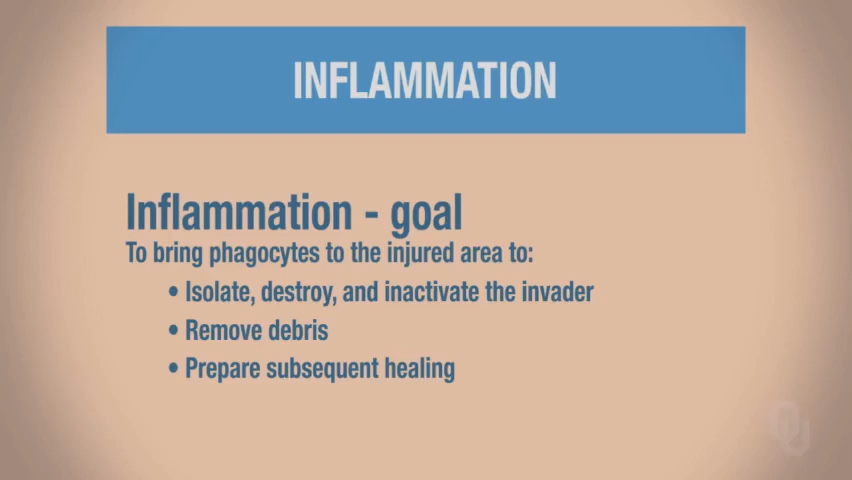 INFLAMMATION
Inflammation - goal
To bring phagocytes to the injured area to:
• Isolate, destroy, and inactivate the invader
• Remove debris
• Prepare subsequent healing
OU